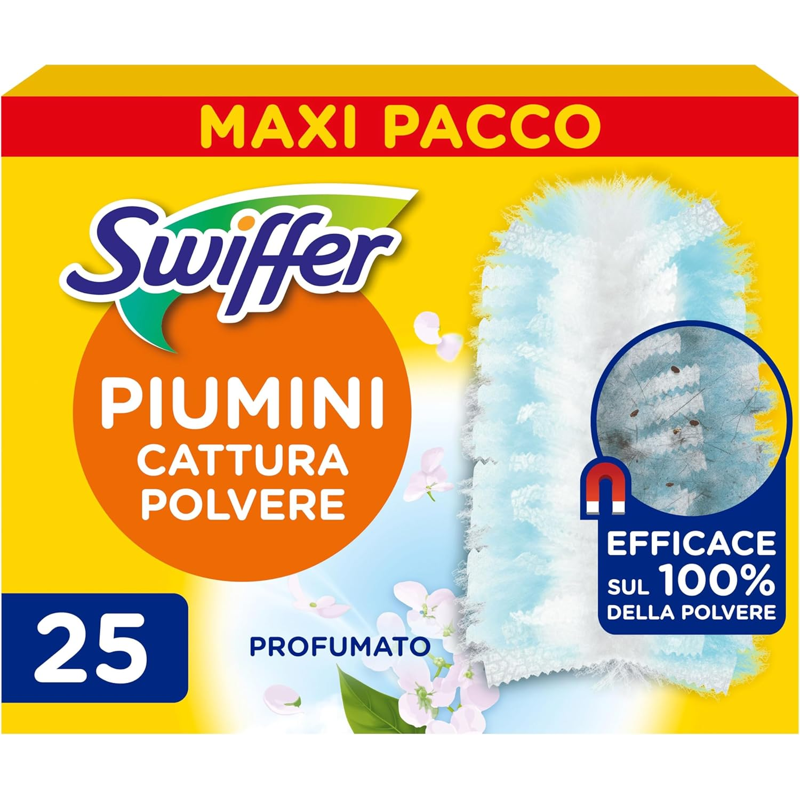 MAXI PACCO
Swiffer
PIUMINI
CATTURA
POLVERE
EFFICACE
SUL 100%
DELLA POLVERE
25
PROFUMATO